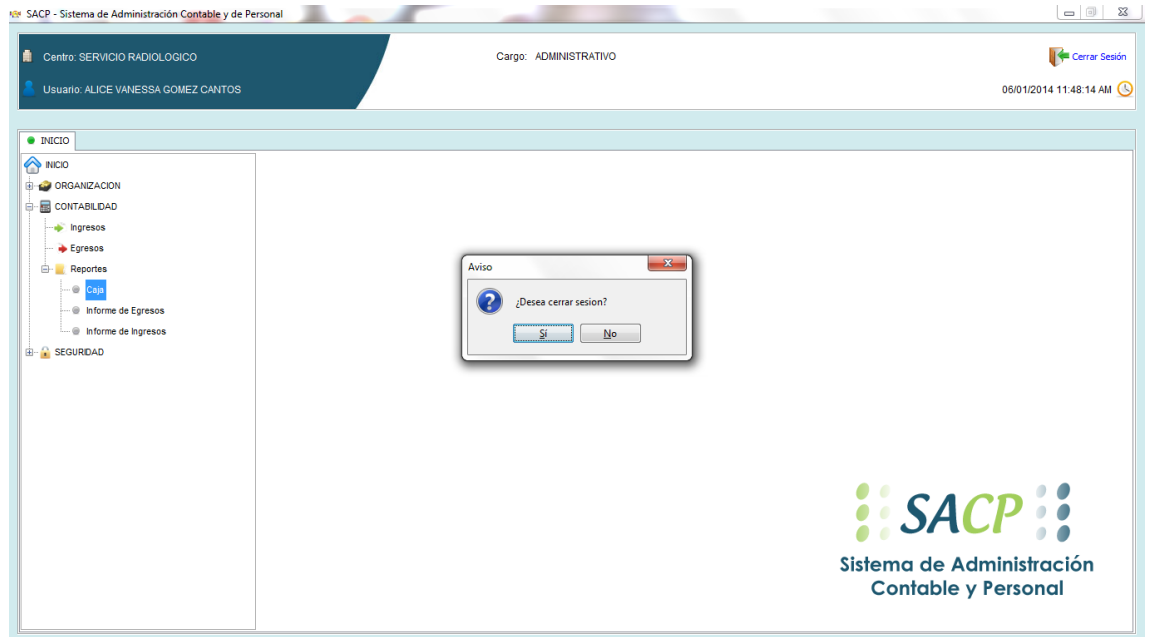 SACP - Sistema de Administración Contable y de Personal
Centro: SERVICIO RADIOLOGICO
Cargo: ADMINISTRATIVO
Cerrar Sesión
Usuario: ALICE VANESSA GOMEZ CANTOS
06/01/2014 11:48:14 AM
INICIO
INICIO
ORGANIZACION
CONTABILIDAD
Ingresos
Egresos
Reportes
Caja
Informe de Egresos
Informe de Ingresos
SEGURIDAD
Aviso
¿Desea cerrar sesion?
Sí
No
SACP
Sistema de Administración
Contable y Personal